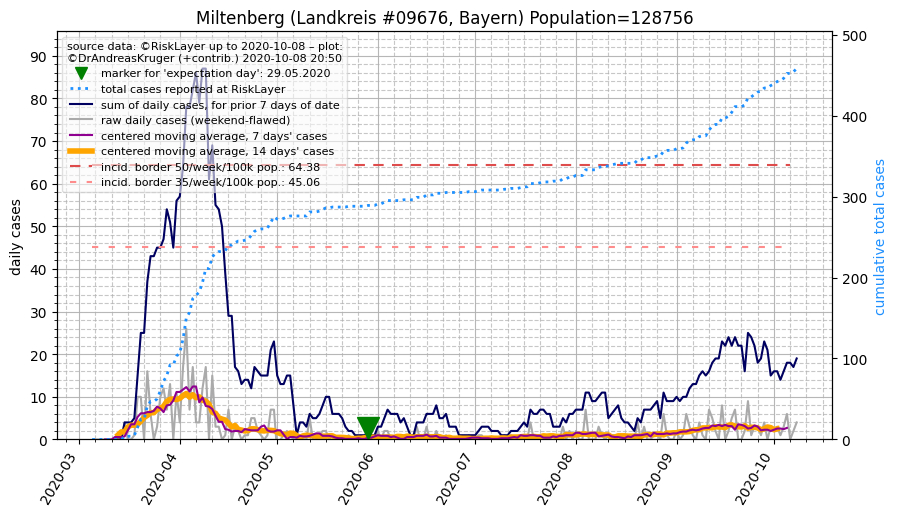 Miltenberg (Landkreis #09676, Bayern) Population=128756
source data: ©RiskLayer up to 2020-10-08 – plot:
©DrAndreasKruger (+contrib.) 2020-10-08 20:50
marker for 'expectation day': 29.05.2020
total cases reported at RiskLayer
sum of daily cases, for prior 7 days of date
raw daily cases (weekend-flawed)
centered moving average, 7 days' cases
centered moving average, 14 days' cases
incid. border 50/week/100k pop.: 64.38
incid. border 35/week/100k pop.: 45.06
daily cases
90
80
70
60
50
40
30
20
10
0
500
400
300
200
100
0
cumulative total cases
2020-03
2020-04
2020-05
2020-06
2020-07
2020-08
2020-09
2020-10